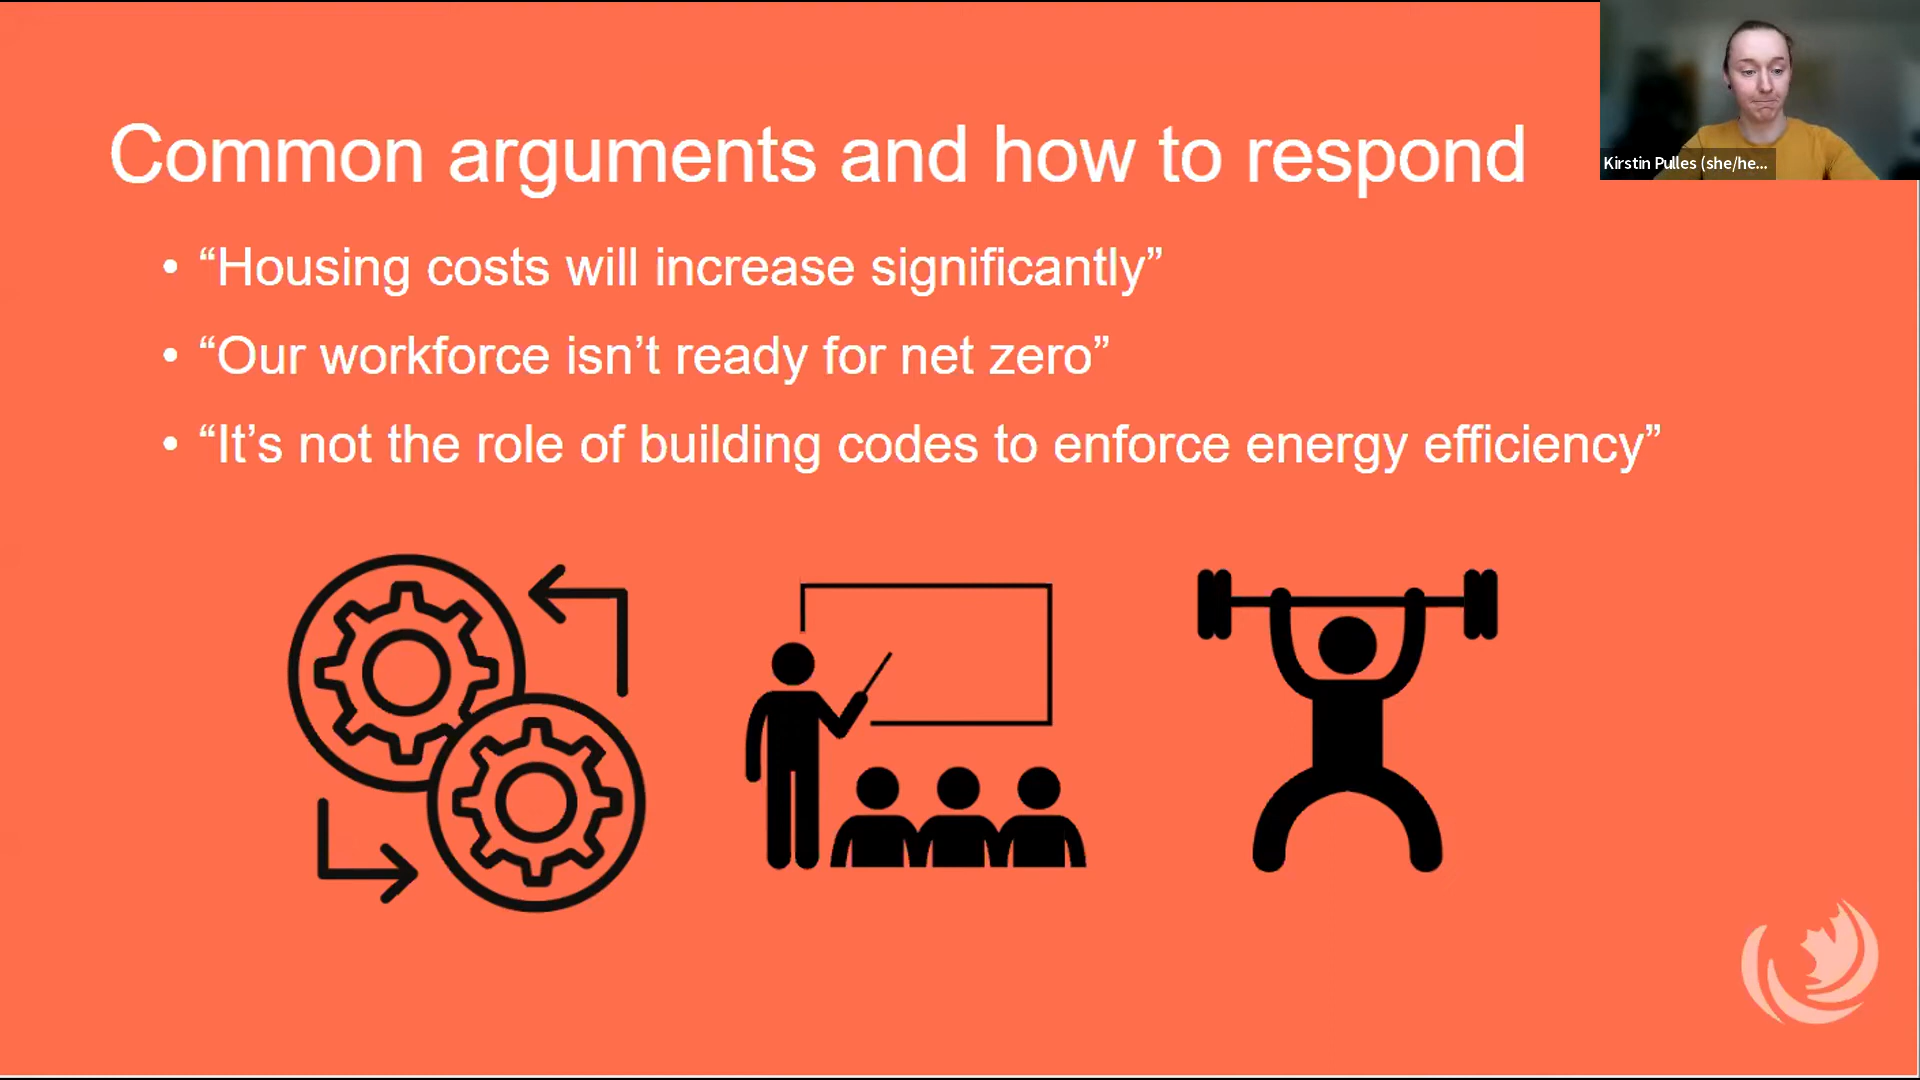 Common arguments and how to respond
• “Housing costs will increase significantly”
• “Our workforce isn’t ready for net zero”
• “It’s not the role of building codes to enforce energy efficiency”
Kirstin Pulles (she/he...